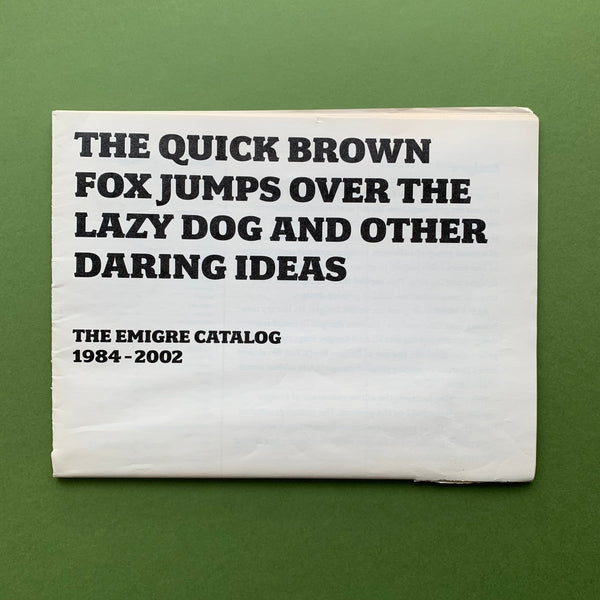 THE QUICK BROWN
FOX JUMPS OVER THE
LAZY DOG AND OTHER
DARING IDEAS
THE EMIGRE CATALOG
1984–2002